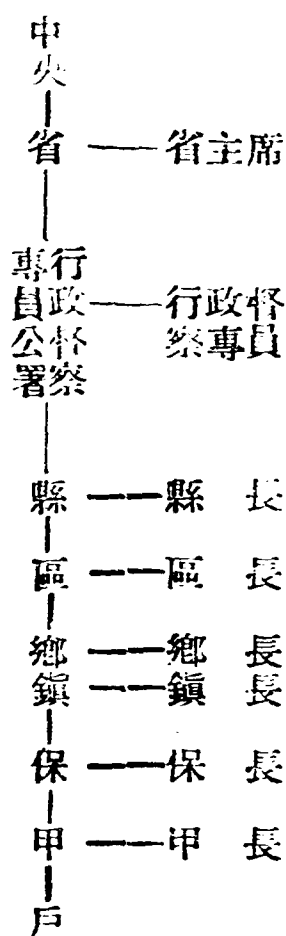 中央
省 省主席
行政督察專員公署 行政督察專員
縣 縣長
區 區長
鄉 鄉長
鎮 鎮長
保 保長
甲 甲長
戶